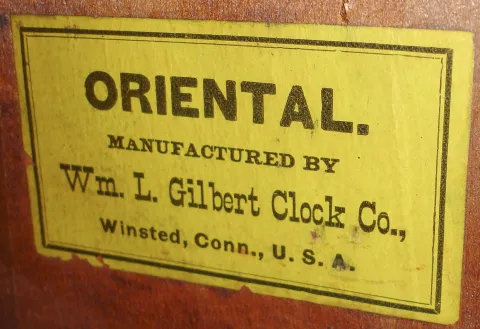 ORIENTAL.
MANUFACTURED BY
Wm. L. Gilbert Clock Co.,
Winsted, Conn., U. S. A.